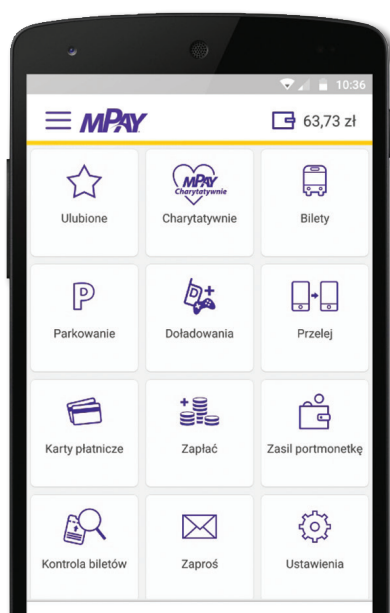 10:36
mPAY
63,73 zł
Ulubione
mPAY
Charytatywnie
Charytatywnie
Bilety
P
Parkowanie
D+
Doładowania
Przelej
Karty płatnicze
+
Zapłać
Zasil portmonetkę
Kontrola biletów
Zaproś
Ustawienia